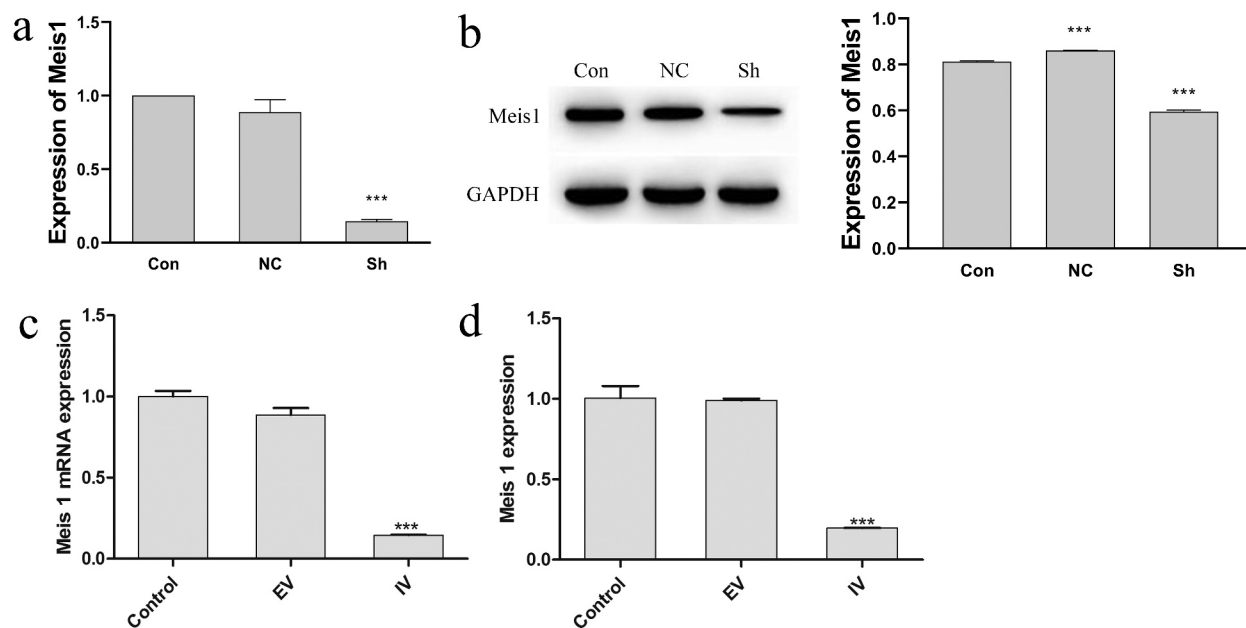 a
Expression of Meis1
1.5
1.0
0.5
0.0
***
Con NC Sh
b
Con NC Sh
Meis1
GAPDH
Expression of Meis1
1.0
0.8
0.6
0.4
0.2
0.0
***
***
Con NC Sh
c
Meis 1 mRNA expression
1.5
1.0
0.5
0.0
***
Control EV IV
d
Meis 1 expression
1.5
1.0
0.5
0.0
***
Control EV IV